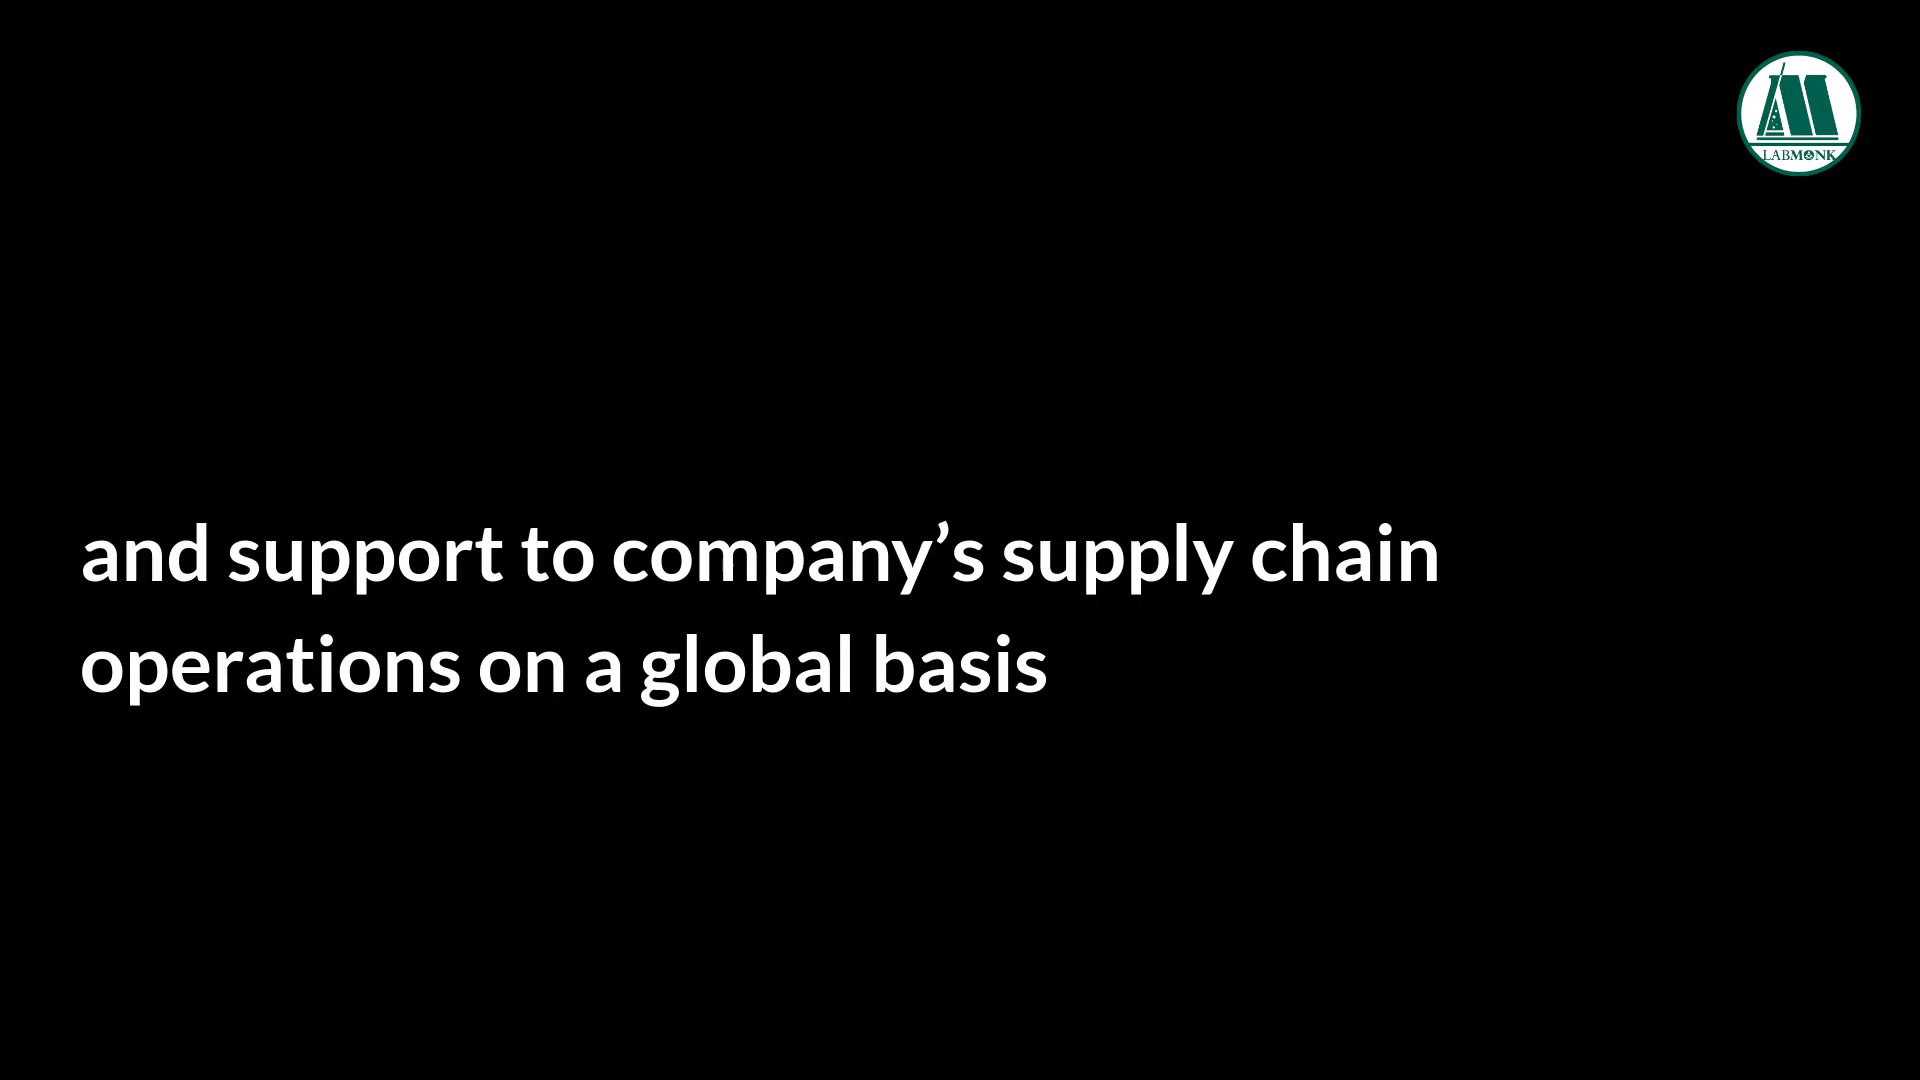 LABMONK
and support to company’s supply chain
operations on a global basis